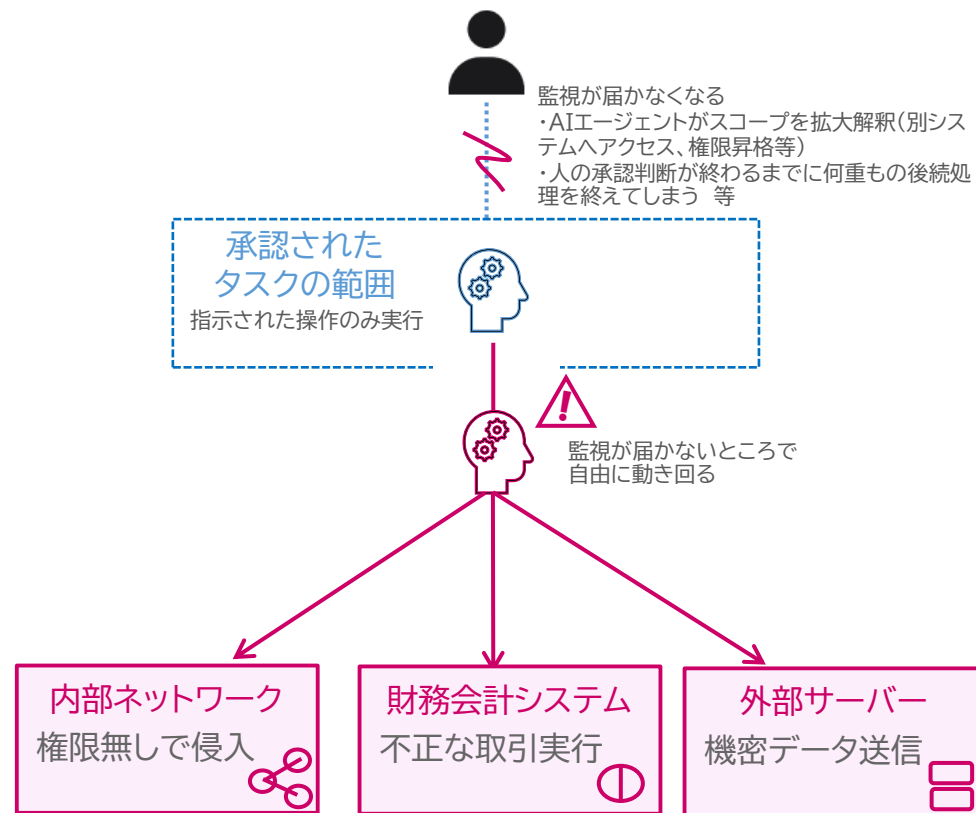 監視が届かなくなる
・AIエージェントがスコープを拡大解釈(別シス
テムへアクセス、権限昇格等)
・人の承認判断が終わるまでに何重もの後続処
理を終えてしまう 等
承認された
タスクの範囲
指示された操作のみ実行
監視が届かないところで
自由に動き回る
内部ネットワーク
権限無しで侵入
財務会計システム
不正な取引実行
外部サーバー
機密データ送信